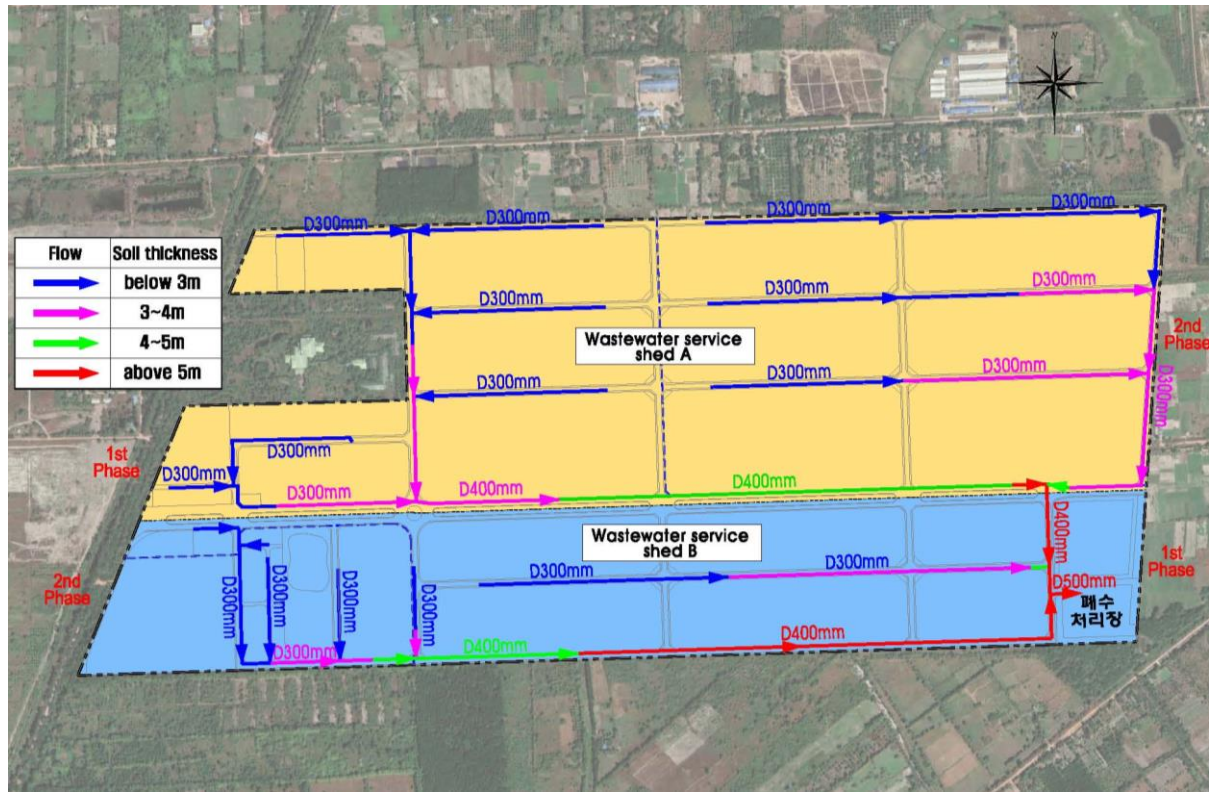 N
D300mm
D300mm
D300mm
D300mm
Flow
Soil thickness
below 3m
3~4m
4~5m
above 5m
D300mm
D300mm
D300mm
Wastewater service
shed A
2nd
Phase
D300mm
D300mm
D300mm
D300mm
1st
Phase
D300mm
D300mm
D300mm
D400mm
D400mm
D400mm
Wastewater service
shed B
2nd
Phase
D300mm
D300mm
D300mm
D300mm
D300mm
D300mm
1st
Phase
D500mm
폐수
처리장
D300mm
D400mm
D400mm